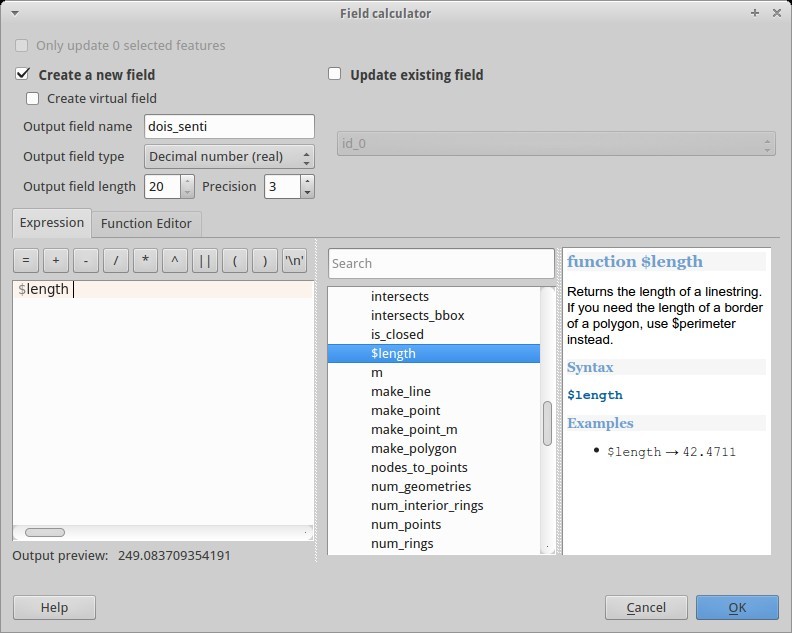 Field calculator
Only update 0 selected features
Create a new field
Update existing field
Create virtual field
Output field name dois_senti
id_0
Output field type Decimal number (real)
Output field length 20 Precision 3
Expression Function Editor
= + - / * ^ || ( ) '\n'
$length
Output preview: 249.083709354191
Search
intersects
intersects_bbox
is_closed
$length
m
make_line
make_point
make_point_m
make_polygon
nodes_to_points
num_geometries
num_interior_rings
num_points
num_rings
function $length
Returns the length of a linestring.
If you need the length of a border
of a polygon, use $perimeter
instead.
Syntax
$length
Examples
• $length → 42.4711
Help
Cancel
OK